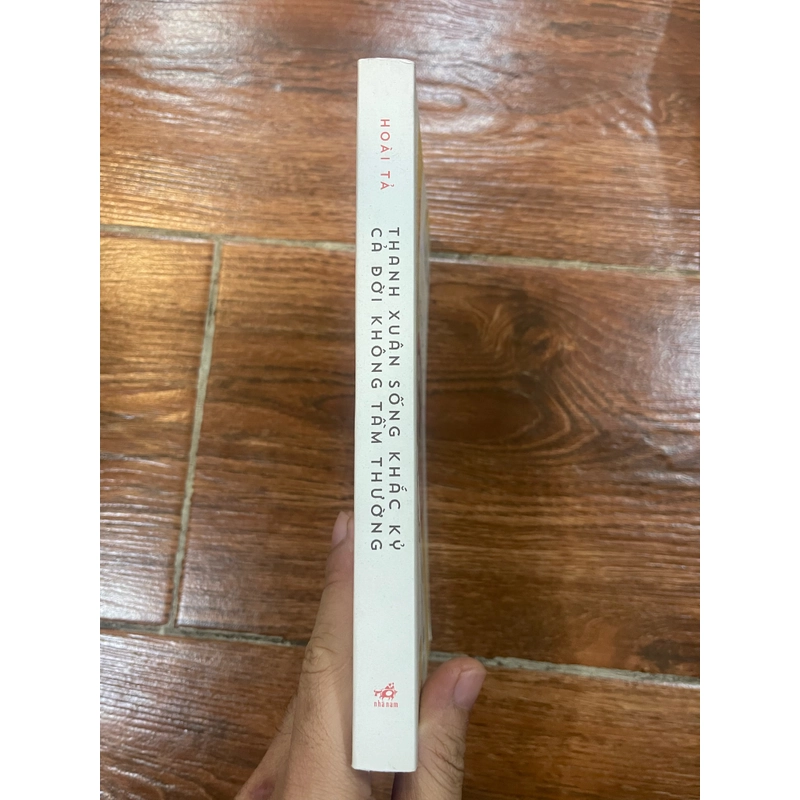 HOÀI TẢ
THANH XUÂN SỐNG KHẮC KỶ
CẢ ĐỜI KHÔNG TẦM THƯỜNG
nhã nam